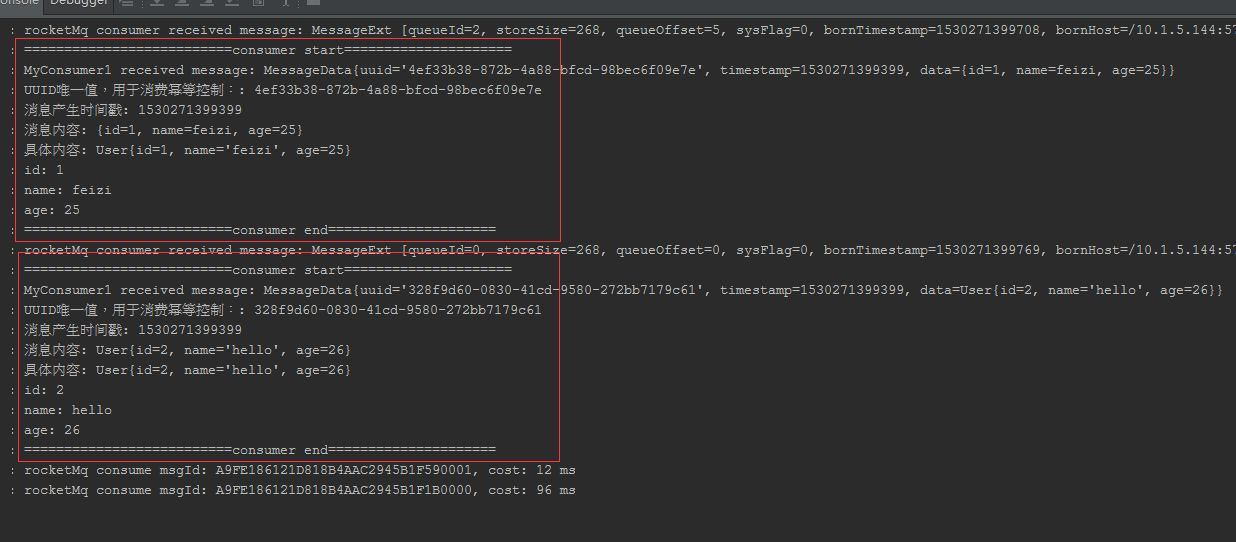 onsole Debugger
: rocketMq consumer received message: MessageExt [queueId=2, storeSize=268, queueOffset=5, sysFlag=0, bornTimestamp=1530271399708, bornHost=/10.1.5.144:57
: ==========================consumer start=====================
: MyConsumer1 received message: MessageData{uuid='4ef33b38-872b-4a88-bfcd-98bec6f09e7e', timestamp=1530271399399, data={id=1, name=feizi, age=25}}
: UUID唯一值，用于消费幂等控制：: 4ef33b38-872b-4a88-bfcd-98bec6f09e7e
: 消息产生时间戳: 1530271399399
: 消息内容: {id=1, name=feizi, age=25}
: 具体内容: User{id=1, name='feizi', age=25}
: id: 1
: name: feizi
: age: 25
: ==========================consumer end=====================
: rocketMq consumer received message: MessageExt [queueId=0, storeSize=268, queueOffset=0, sysFlag=0, bornTimestamp=1530271399769, bornHost=/10.1.5.144:57
: ==========================consumer start=====================
: MyConsumer1 received message: MessageData{uuid='328f9d60-0830-41cd-9580-272bb7179c61', timestamp=1530271399399, data=User{id=2, name='hello', age=26}}
: UUID唯一值，用于消费幂等控制：: 328f9d60-0830-41cd-9580-272bb7179c61
: 消息产生时间戳: 1530271399399
: 消息内容: User{id=2, name='hello', age=26}
: 具体内容: User{id=2, name='hello', age=26}
: id: 2
: name: hello
: age: 26
: ==========================consumer end=====================
: rocketMq consume msgId: A9FE186121D818B4AAC2945B1F590001, cost: 12 ms
: rocketMq consume msgId: A9FE186121D818B4AAC2945B1F1B0000, cost: 96 ms